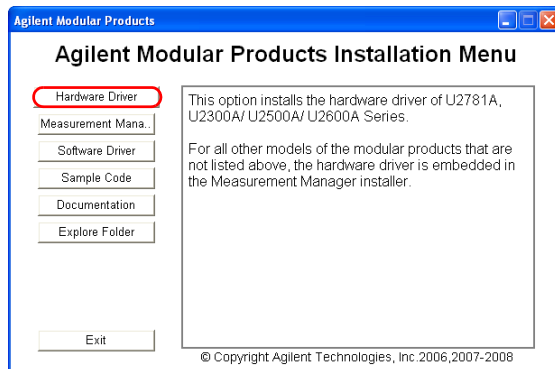 Agilent Modular Products
Agilent Modular Products Installation Menu
Hardware Driver
Measurement Mana..
Software Driver
Sample Code
Documentation
Explore Folder
Exit
This option installs the hardware driver of U2781A,
U2300A/ U2500A/ U2600A Series.
For all other models of the modular products that are
not listed above, the hardware driver is embedded in
the Measurement Manager installer.
© Copyright Agilent Technologies, Inc.2006,2007-2008